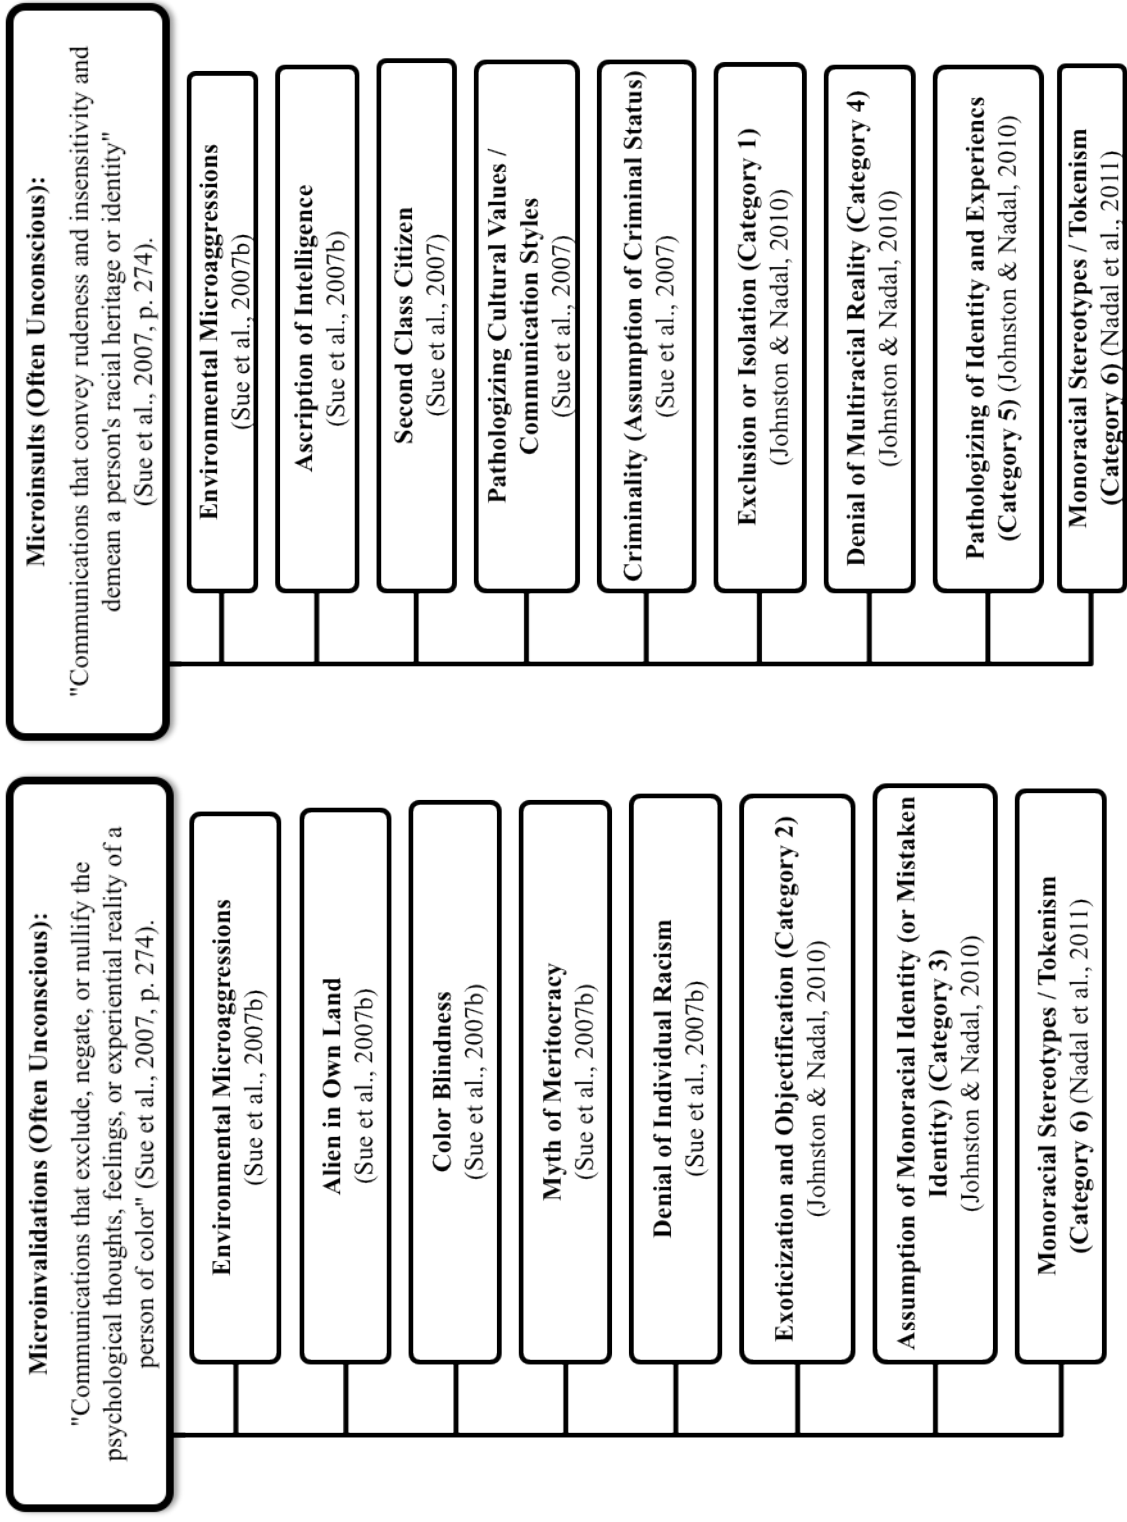 Microinvalidations (Often Unconscious):
"Communications that exclude, negate, or nullify the
psychological thoughts, feelings, or experiential reality of a
person of color" (Sue et al., 2007, p. 274).
Environmental Microaggressions
(Sue et al., 2007b)
Alien in Own Land
(Sue et al., 2007b)
Color Blindness
(Sue et al., 2007b)
Myth of Meritocracy
(Sue et al., 2007b)
Denial of Individual Racism
(Sue et al., 2007b)
Exoticization and Objectification (Category 2)
(Johnston & Nadal, 2010)
Assumption of Monoracial Identity (or Mistaken
Identity) (Category 3)
(Johnston & Nadal, 2010)
Monoracial Stereotypes / Tokenism
(Category 6) (Nadal et al., 2011)
Microinsults (Often Unconscious):
"Communications that convey rudeness and insensitivity and
demean a person's racial heritage or identity"
(Sue et al., 2007, p. 274).
Environmental Microaggressions
(Sue et al., 2007b)
Ascription of Intelligence
(Sue et al., 2007b)
Second Class Citizen
(Sue et al., 2007)
Pathologizing Cultural Values /
Communication Styles
(Sue et al., 2007)
Criminality (Assumption of Criminal Status)
(Sue et al., 2007)
Exclusion or Isolation (Category 1)
(Johnston & Nadal, 2010)
Denial of Multiracial Reality (Category 4)
(Johnston & Nadal, 2010)
Pathologizing of Identity and Experiencs
(Category 5) (Johnston & Nadal, 2010)
Monoracial Stereotypes / Tokenism
(Category 6) (Nadal et al., 2011)